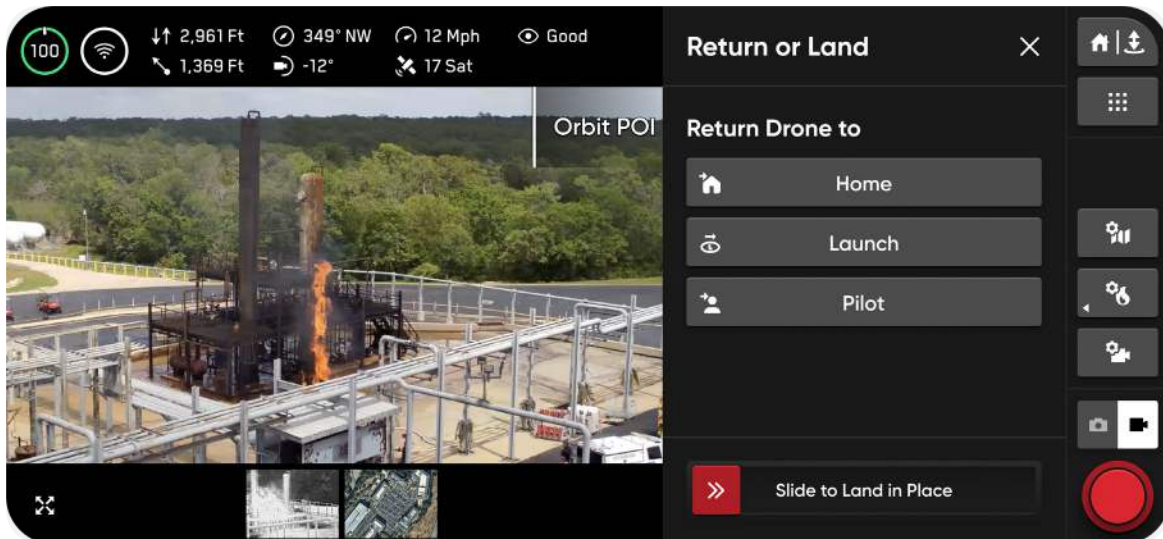 100
↓↑ 2,961 Ft
349° NW
12 Mph
Good
1,369 Ft
-12°
17 Sat
Orbit POI
Return or Land
Return Drone to
Home
Launch
Pilot
Slide to Land in Place